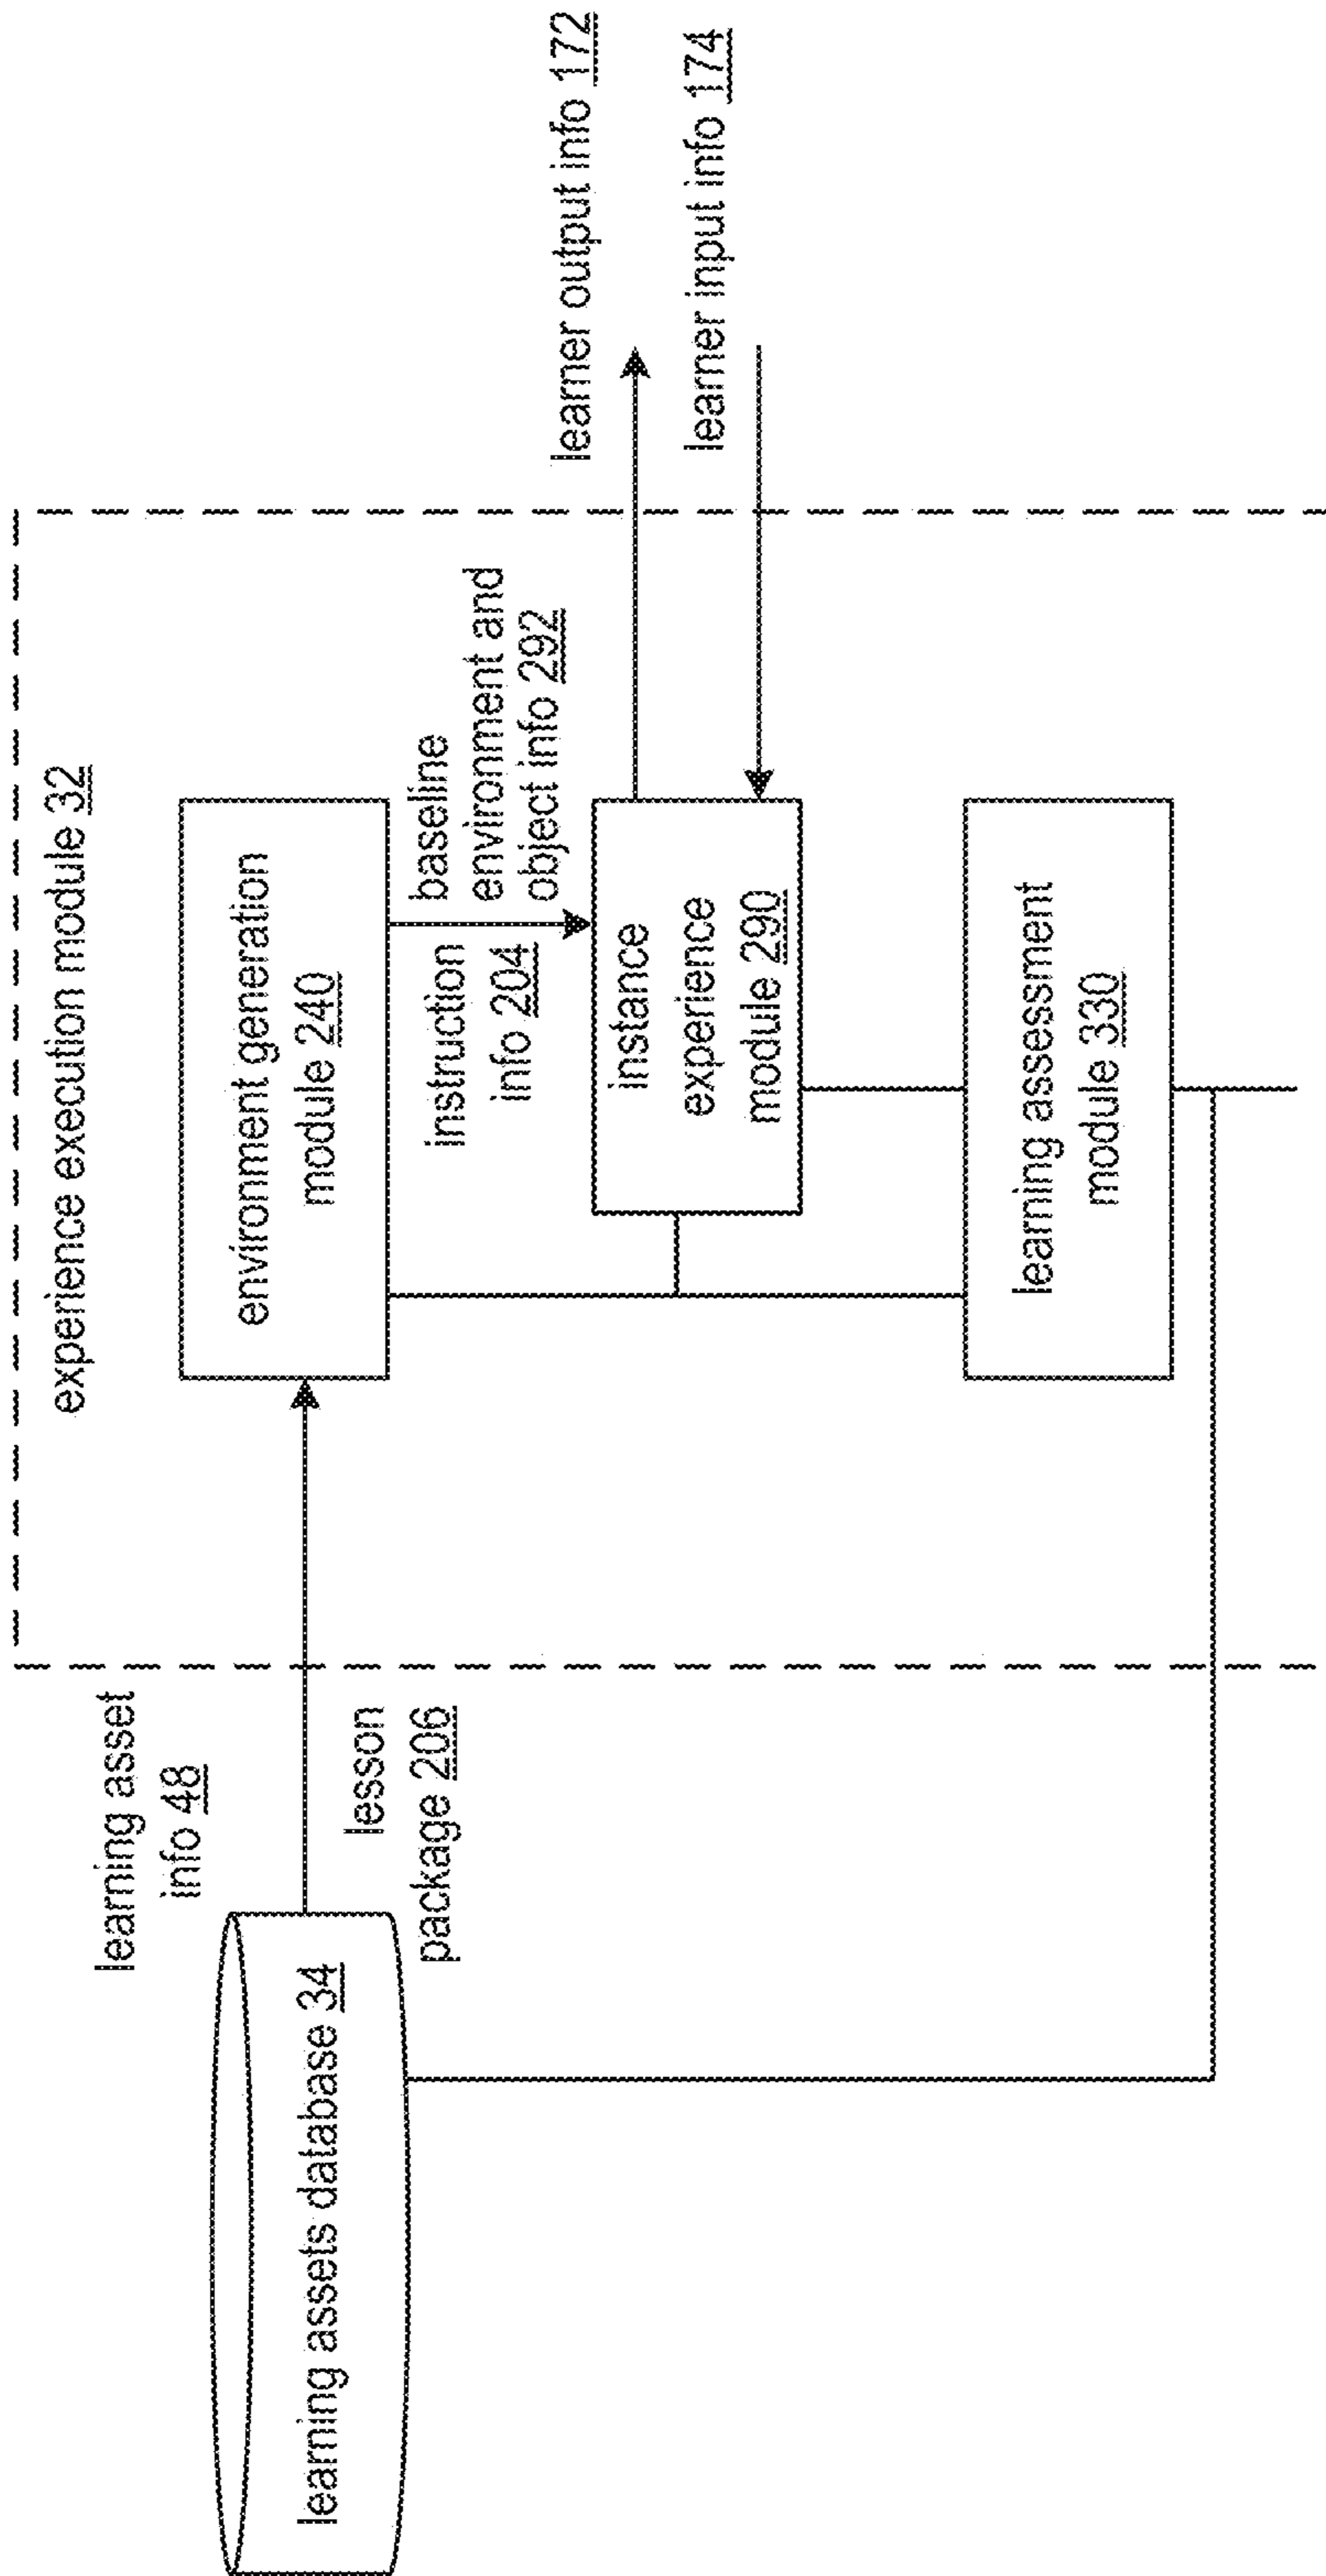 experience execution module 32
learning asset
info 48
learning assets database 34
lesson
package 206
environment generation
module 240
instruction
info 204
baseline
environment and
object info 292
instance
experience
module 290
learner output info 172
learner input info 174
learning assessment
module 330